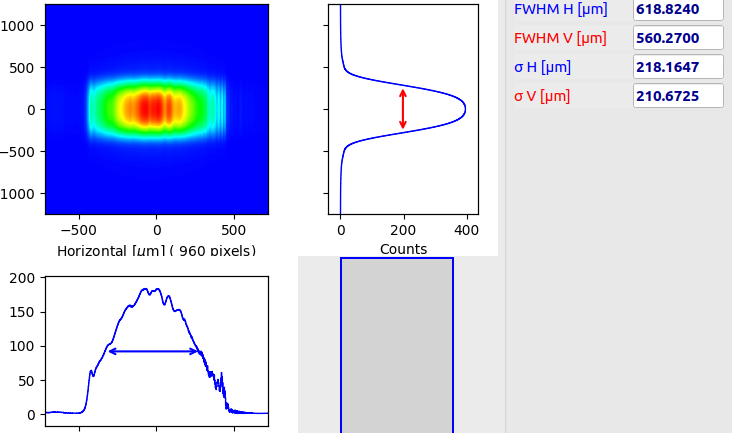 1000
500
0
−500
1000
−500 0 500
Horizontal [μm] ( 960 pixels)
0 200 400
Counts
FWHM H [μm] 618.8240
FWHM V [μm] 560.2700
σ H [μm] 218.1647
σ V [μm] 210.6725
200
150
100
50
0